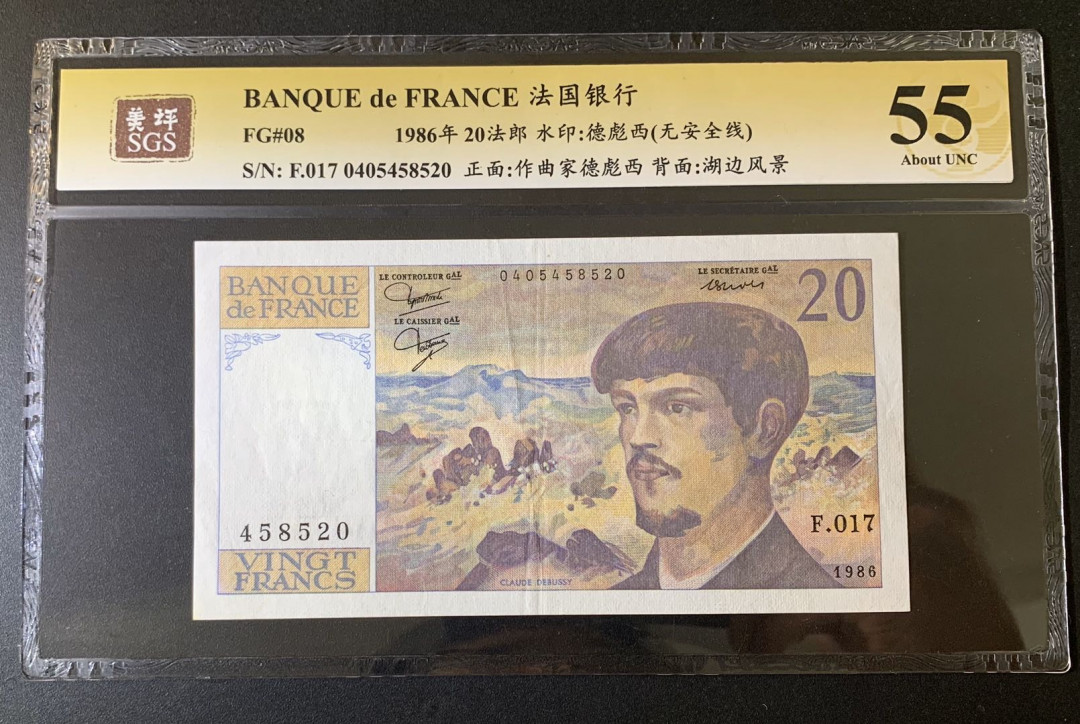 美评
SGS
BANQUE de FRANCE 法国银行
FG#08 1986年 20法郎 水印:德彪西(无安全线)
S/N: F.017 0405458520 正面:作曲家德彪西 背面:湖边风景
55
About UNC
BANQUE
de FRANCE
LE CONTROLEUR GAL
0405458520
LE SECRÉTAIRE GAL
20
LE CAISSIER GAL
458520
F.017
VINGT
FRANCS
CLAUDE DEBUSSY
1986